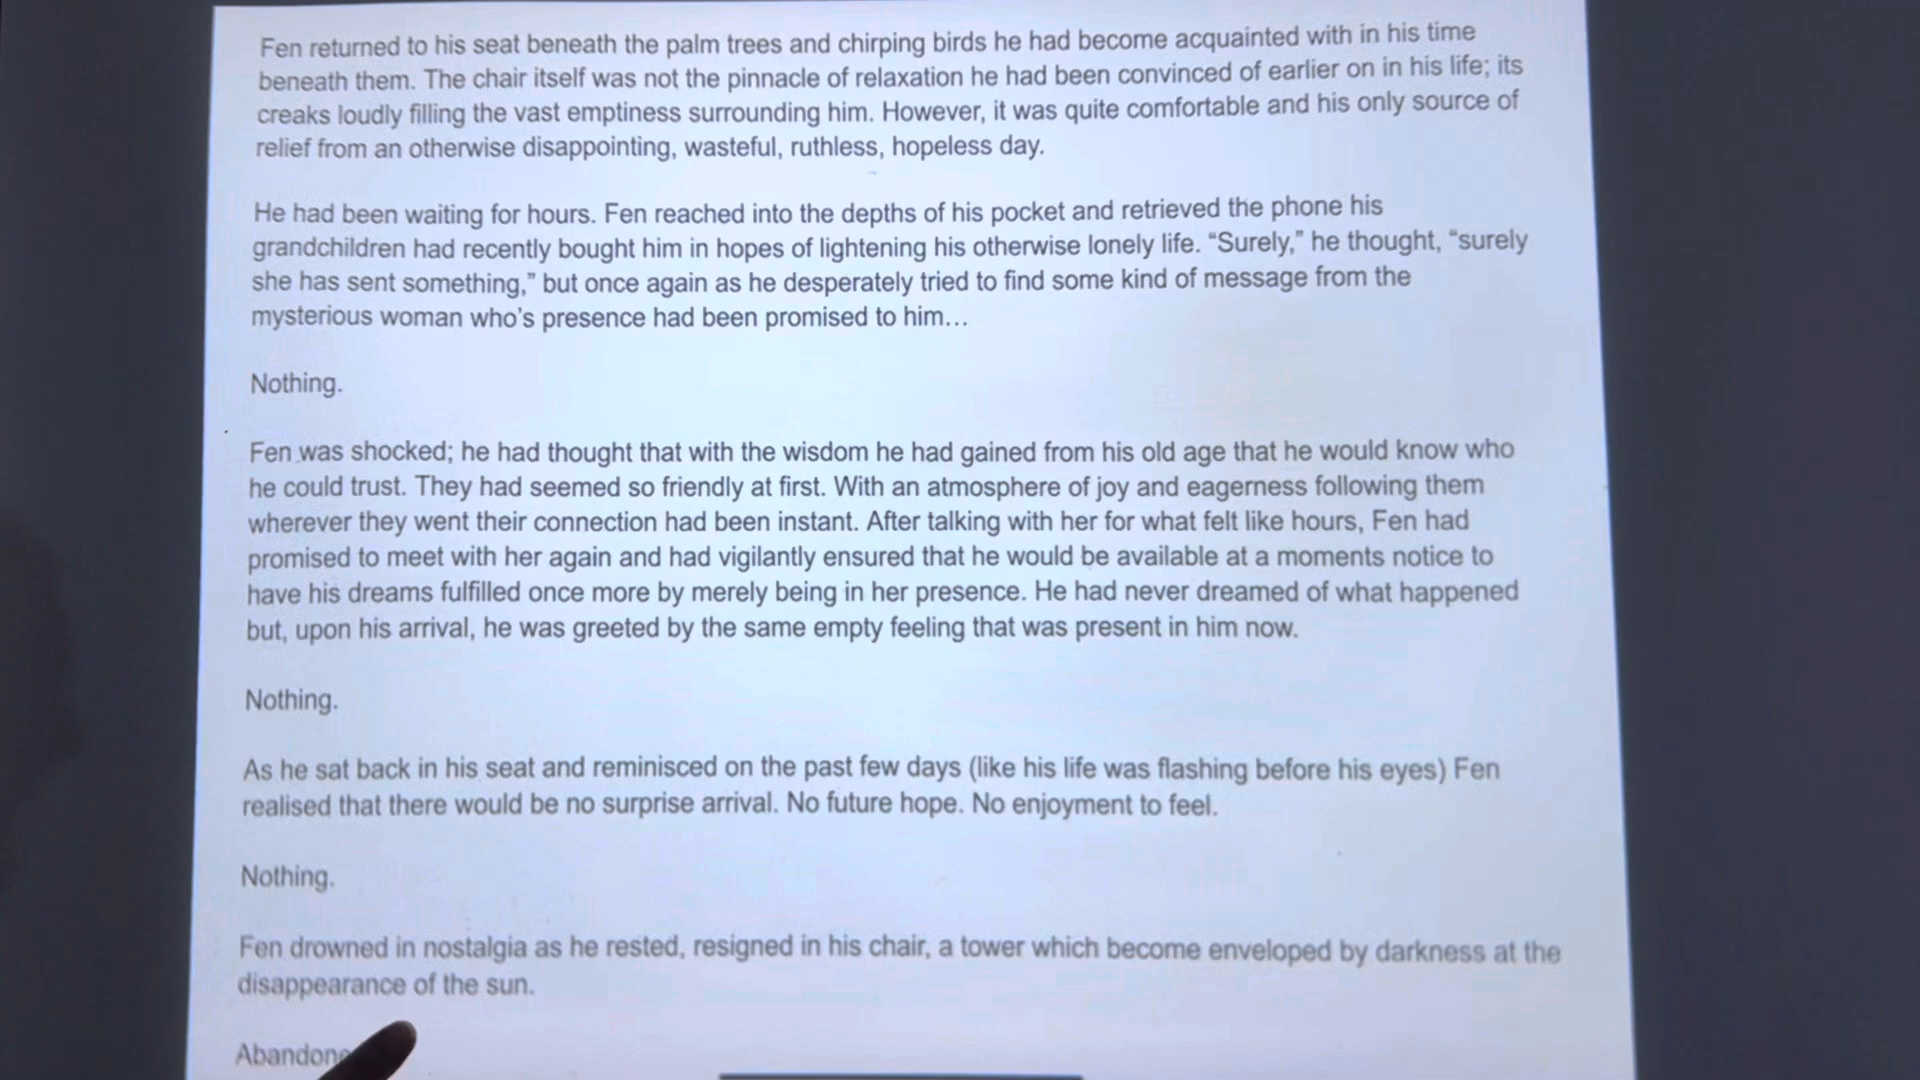 Fen returned to his seat beneath the palm trees and chirping birds he had become acquainted with in his time
beneath them. The chair itself was not the pinnacle of relaxation he had been convinced of earlier on in his life; its
creaks loudly filling the vast emptiness surrounding him. However, it was quite comfortable and his only source of
relief from an otherwise disappointing, wasteful, ruthless, hopeless day.
He had been waiting for hours. Fen reached into the depths of his pocket and retrieved the phone his
grandchildren had recently bought him in hopes of lightening his otherwise lonely life. “Surely,” he thought, “surely
she has sent something,” but once again as he desperately tried to find some kind of message from the
mysterious woman who’s presence had been promised to him…
Nothing.
Fen was shocked; he had thought that with the wisdom he had gained from his old age that he would know who
he could trust. They had seemed so friendly at first. With an atmosphere of joy and eagerness following them
wherever they went their connection had been instant. After talking with her for what felt like hours, Fen had
promised to meet with her again and had vigilantly ensured that he would be available at a moments notice to
have his dreams fulfilled once more by merely being in her presence. He had never dreamed of what happened
but, upon his arrival, he was greeted by the same empty feeling that was present in him now.
Nothing.
As he sat back in his seat and reminisced on the past few days (like his life was flashing before his eyes) Fen
realised that there would be no surprise arrival. No future hope. No enjoyment to feel.
Nothing.
Fen drowned in nostalgia as he rested, resigned in his chair, a tower which become enveloped by darkness at the
disappearance of the sun.